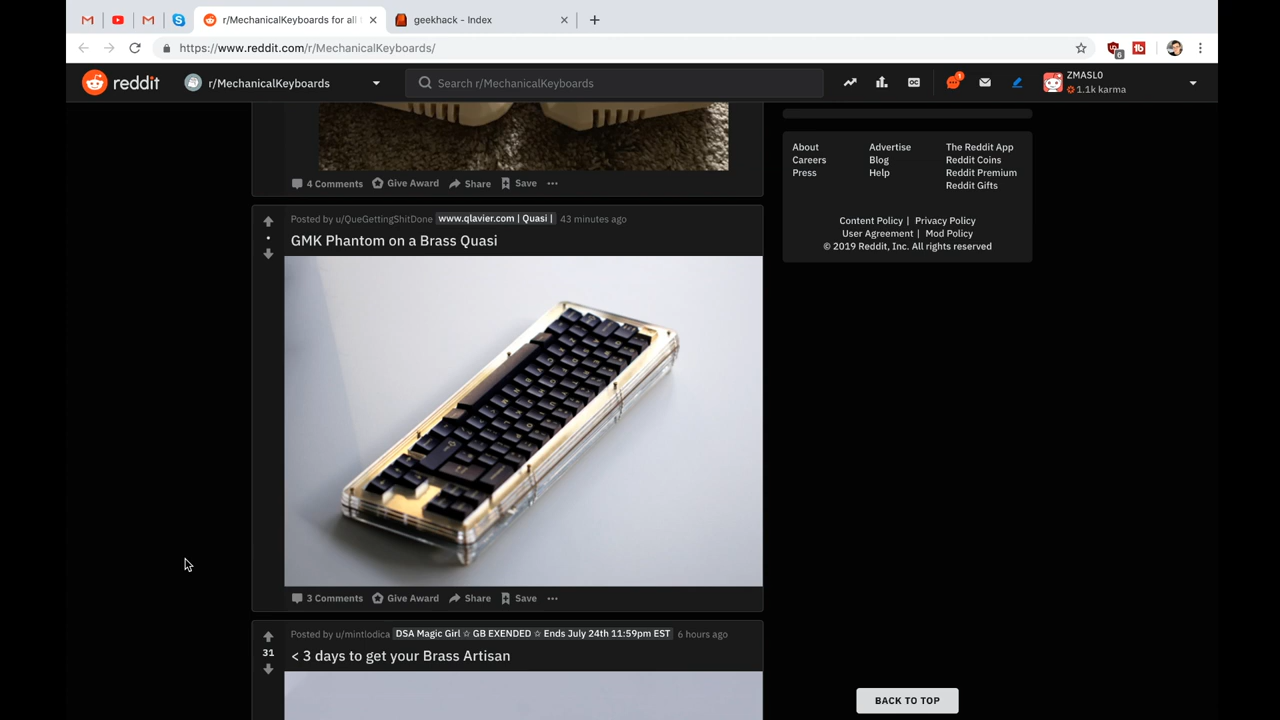 r/MechanicalKeyboards for all
geekhack - Index
https://www.reddit.com/r/MechanicalKeyboards/
6
reddit
r/MechanicalKeyboards
Search r/MechanicalKeyboards
1
ZMASL0
1.1k karma
4 Comments Give Award Share Save
Posted by u/QueGettingShitDone www.qlavier.com | Quasi | 43 minutes ago
GMK Phantom on a Brass Quasi
3 Comments Give Award Share Save
Posted by u/mintlodica DSA Magic Girl ☆ GB EXENDED ☆ Ends July 24th 11:59pm EST 6 hours ago
31
< 3 days to get your Brass Artisan
About Advertise The Reddit App
Careers Blog Reddit Coins
Press Help Reddit Premium
Reddit Gifts
Content Policy | Privacy Policy
User Agreement | Mod Policy
© 2019 Reddit, Inc. All rights reserved
BACK TO TOP